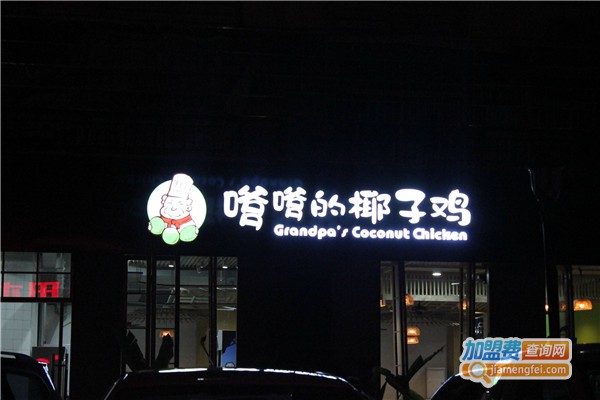 嗲嗲的椰子鸡
Grandpa's Coconut Chicken
加盟费查询网
jiamengfei.com